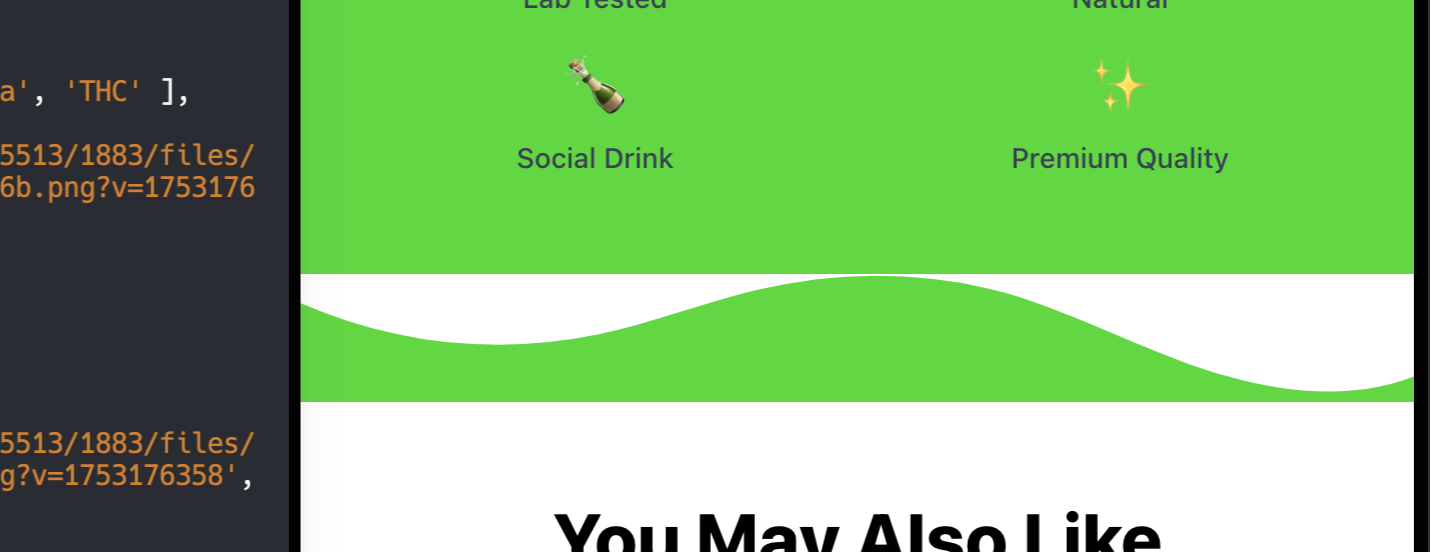 Lab Tested
Natural
a', 'THC' ],
Social Drink
Premium Quality
5513/1883/files/
6b.png?v=1753176
5513/1883/files/
g?v=1753176358',
You May Also Like